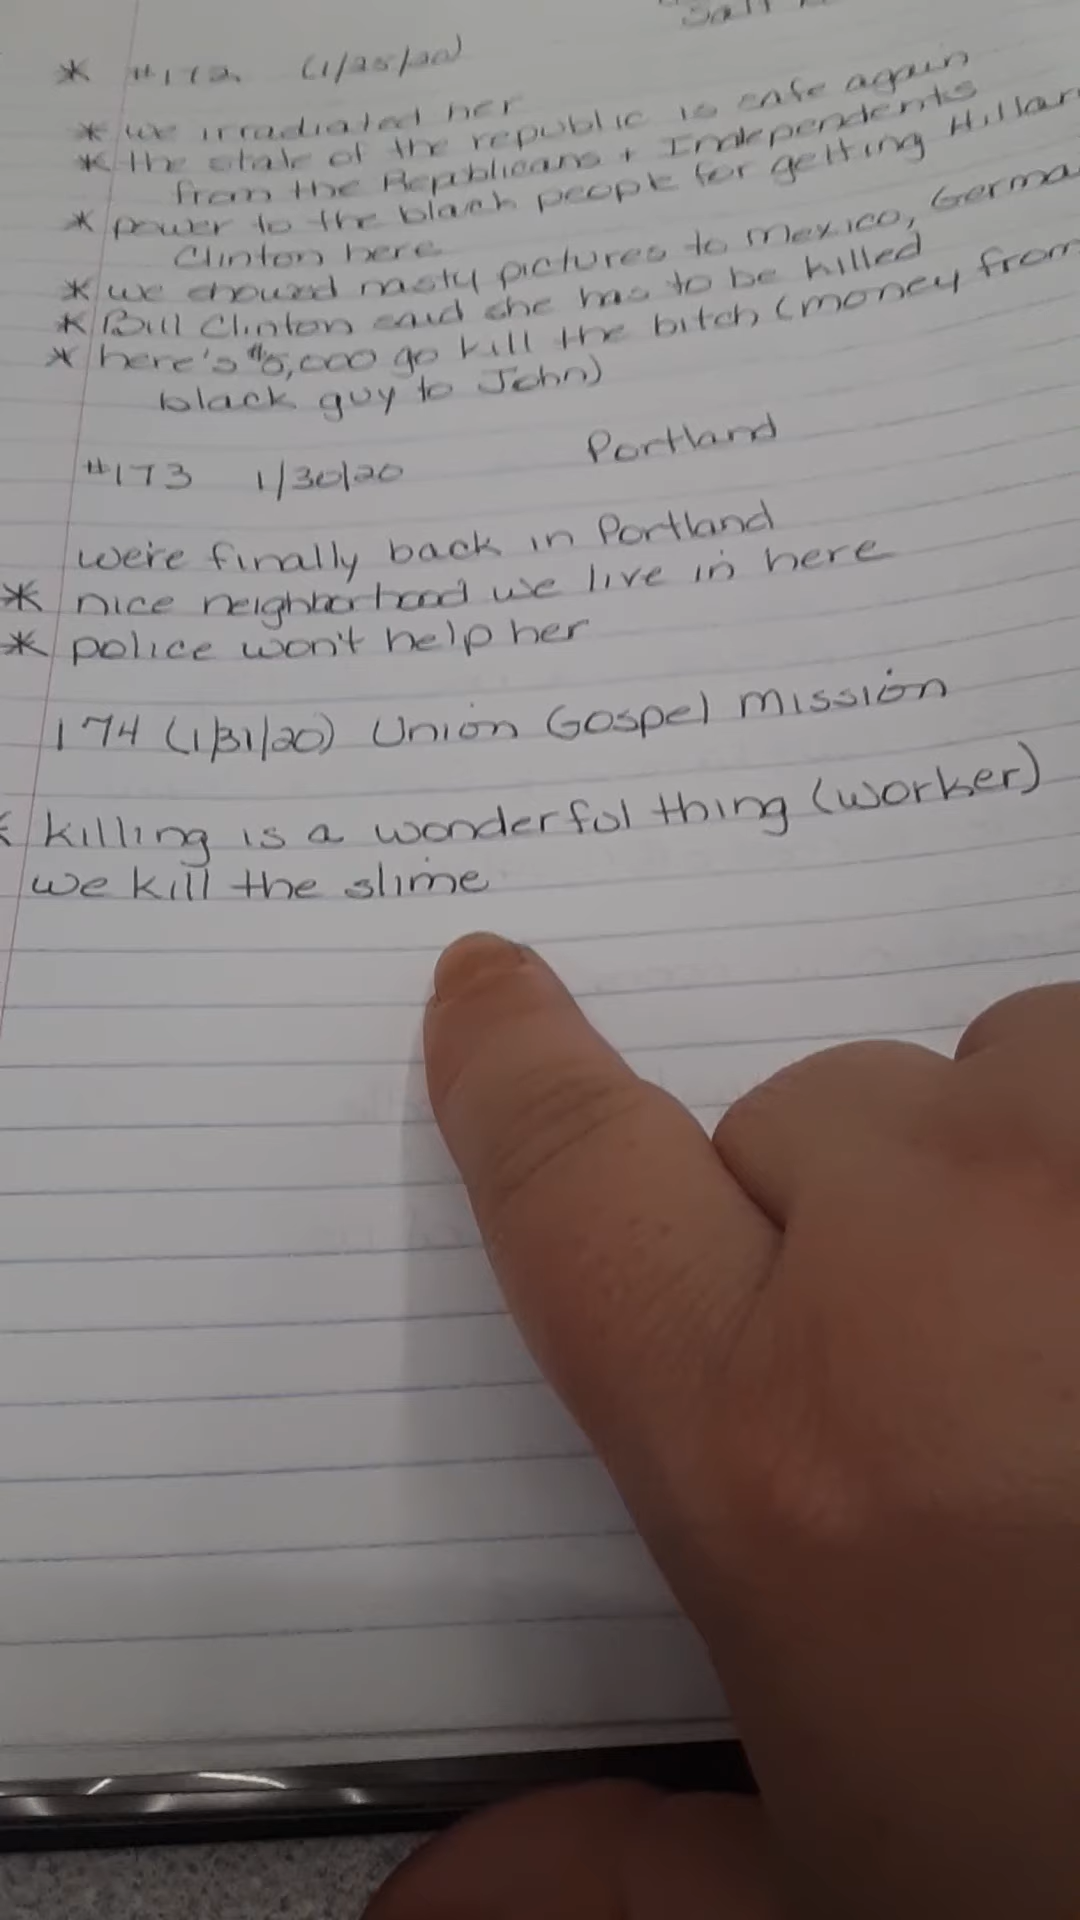 * #172 (1/25/20)
* we irradiated her
* the state of the republic is safe again
from the Republicans + Independents
* power to the black people for getting Hillar
Clinton here
* we showed nasty pictures to Mexico, Germa
* Bill Clinton said she has to be killed
* here's $5,000 go kill the bitch (money from
black guy to John)
#173 1/30/20 Portland
we're finally back in Portland
* nice neighborhood we live in here
* police won't help her
174 (1/31/20) Union Gospel Mission
* killing is a wonderful thing (worker)
we kill the slime